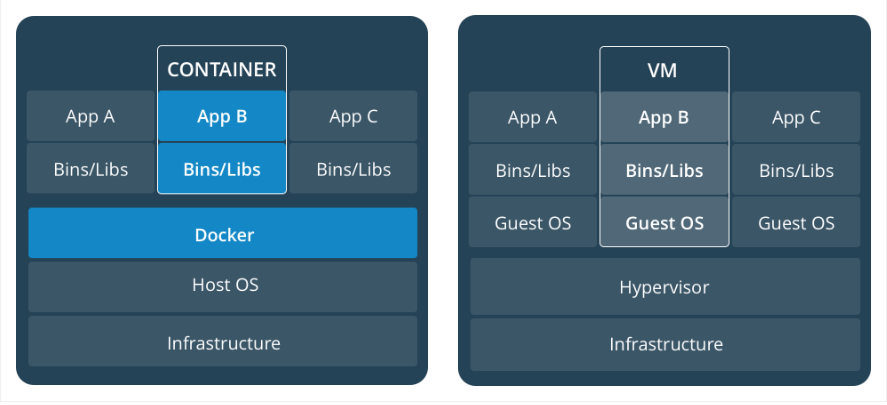 CONTAINER
App A App B App C
Bins/Libs Bins/Libs Bins/Libs
Docker
Host OS
Infrastructure
VM
App A App B App C
Bins/Libs Bins/Libs Bins/Libs
Guest OS Guest OS Guest OS
Hypervisor
Infrastructure